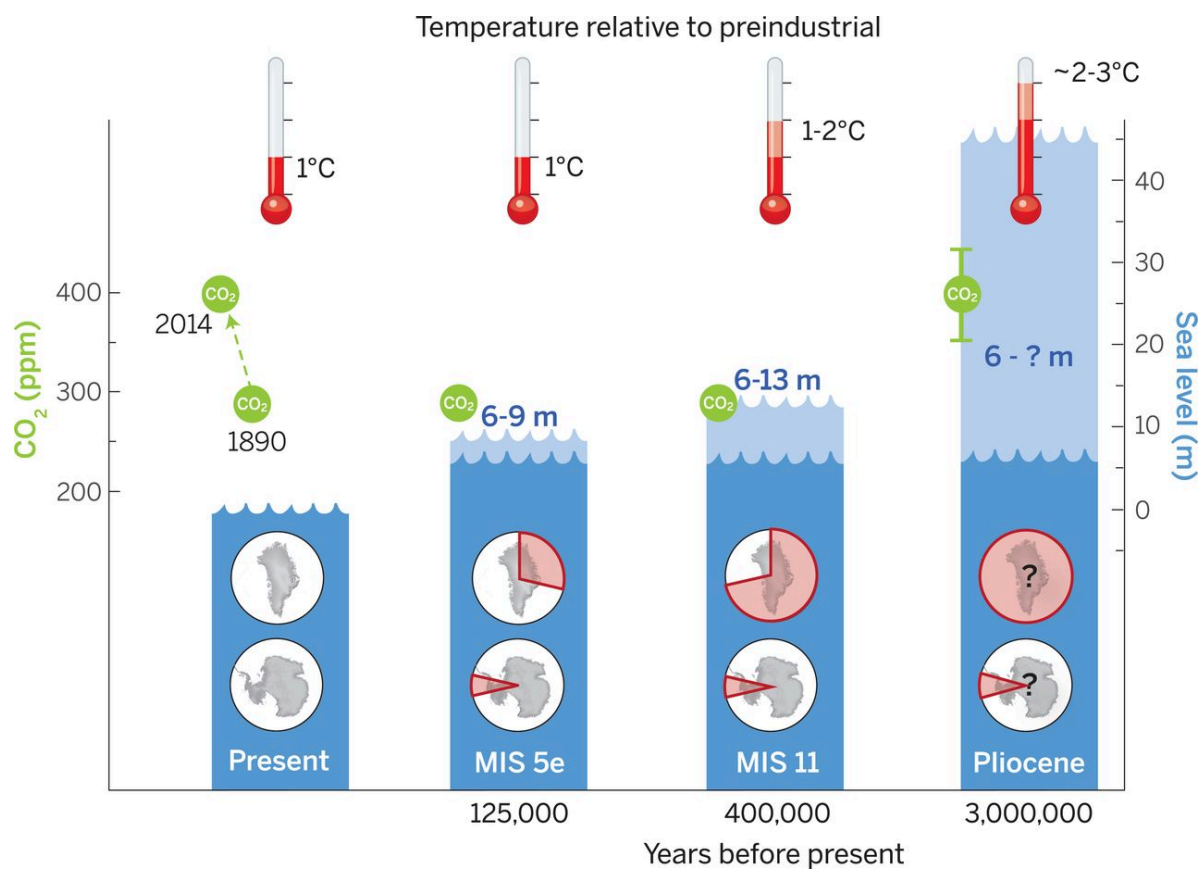 Temperature relative to preindustrial
1°C
1°C
1-2°C
~2-3°C
CO₂ (ppm)
400
300
200
CO₂
2014
CO₂
1890
CO₂
6-9 m
CO₂
6-13 m
CO₂
6 - ? m
40
30
20
10
0
Sea level (m)
?
?
Present
MIS 5e
MIS 11
Pliocene
125,000
400,000
3,000,000
Years before present